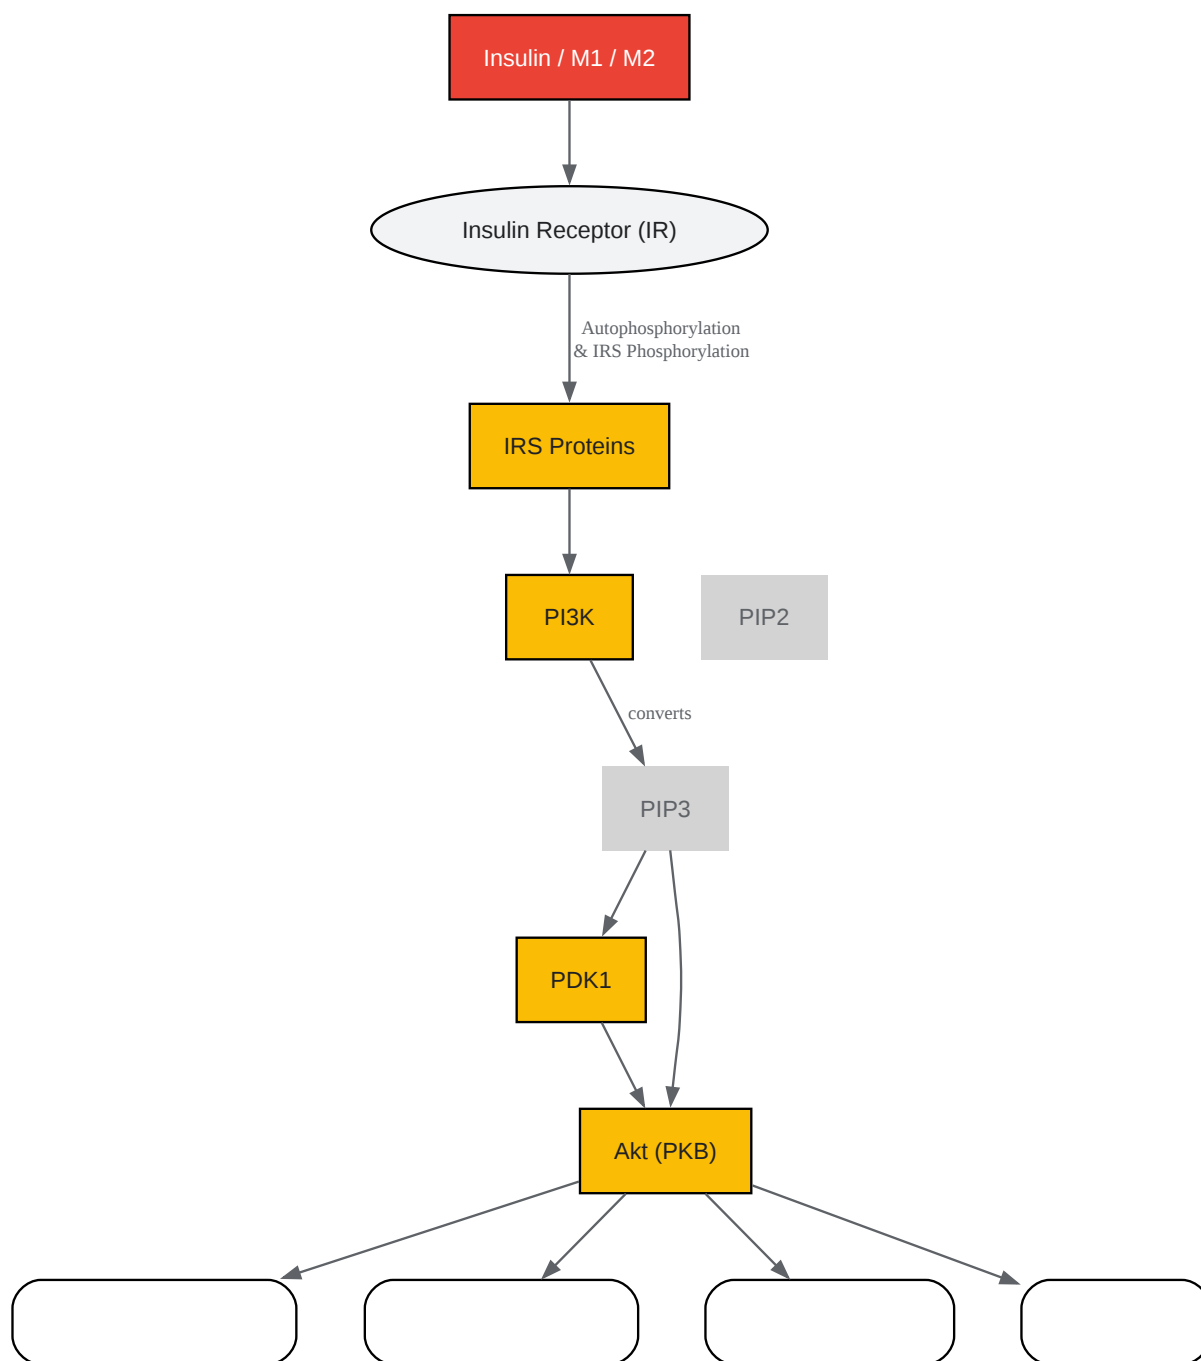 Insulin / M1 / M2
Insulin Receptor (IR)
Autophosphorylation
& IRS Phosphorylation
IRS Proteins
PI3K
PIP2
converts
PIP3
PDK1
Akt (PKB)